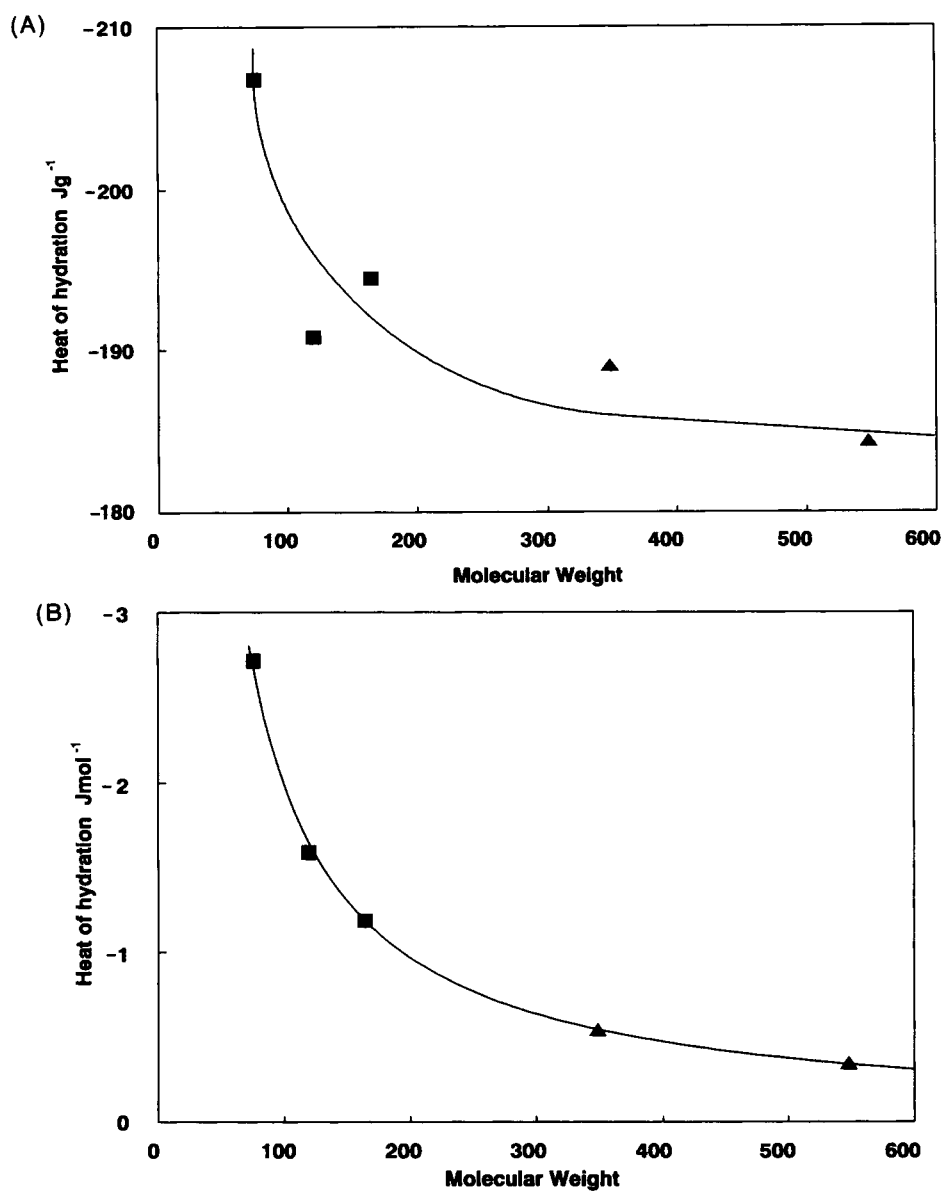 (A)
-210
-200
-190
-180
Heat of hydration Jg⁻¹
0 100 200 300 400 500 600
Molecular Weight
(B)
-3
-2
-1
0
Heat of hydration Jmol⁻¹
0 100 200 300 400 500 600
Molecular Weight